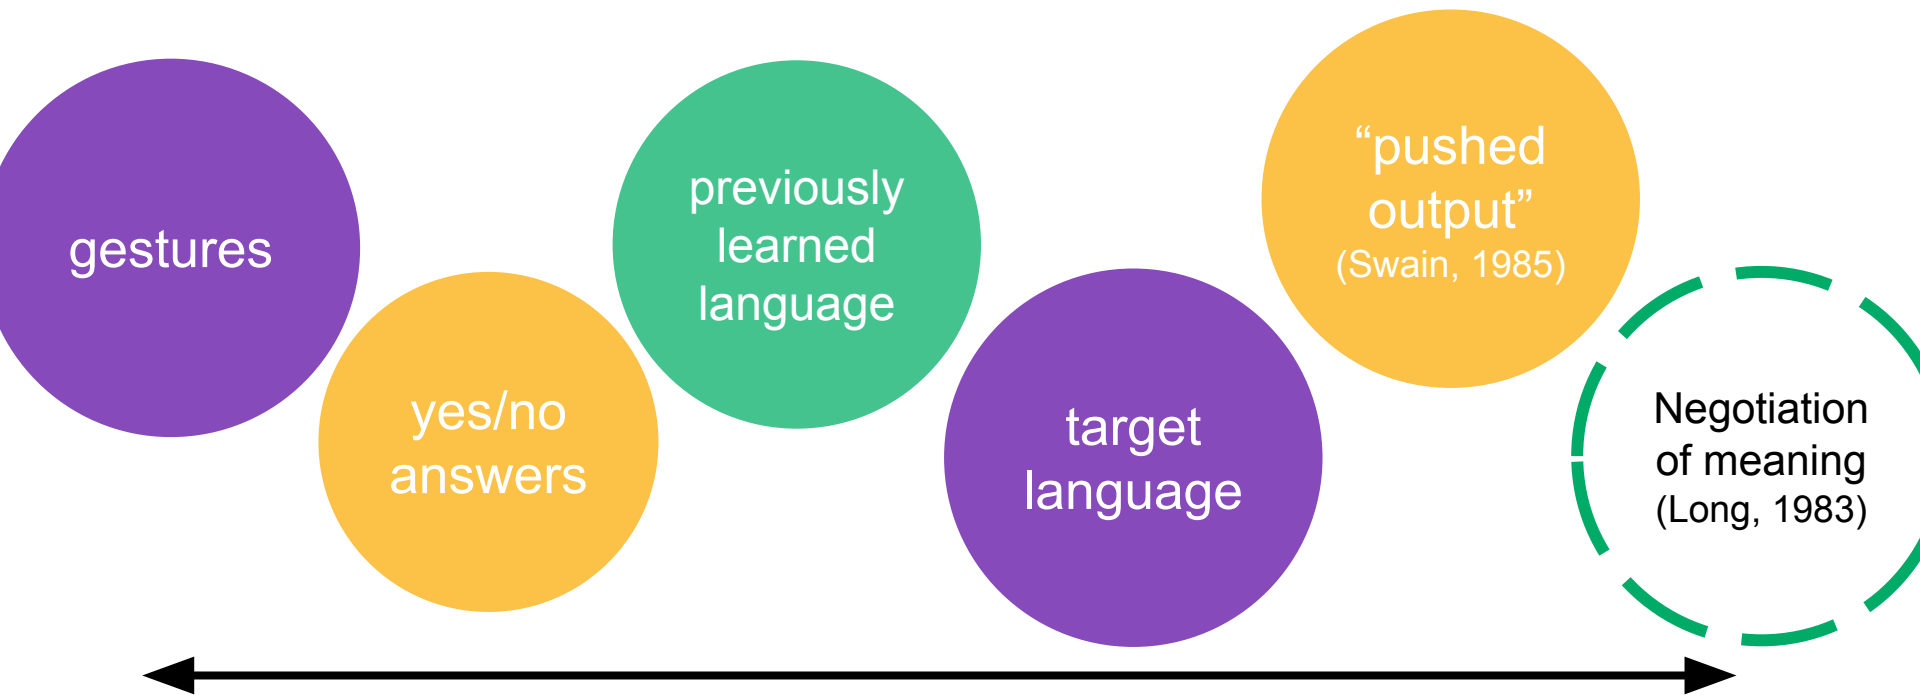 gestures
yes/no
answers
previously
learned
language
target
language
“pushed
output”
(Swain, 1985)
Negotiation
of meaning
(Long, 1983)